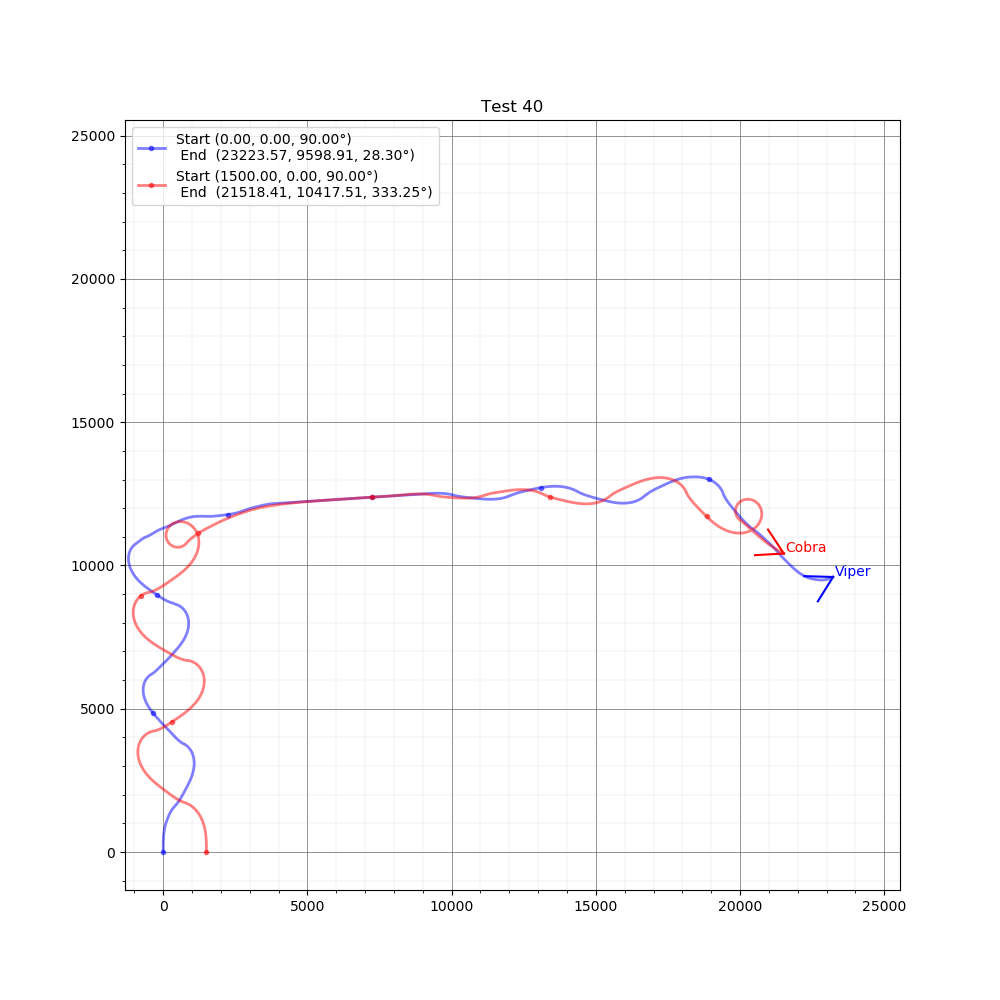 Test 40
Start (0.00, 0.00, 90.00°)
End (23223.57, 9598.91, 28.30°)
Start (1500.00, 0.00, 90.00°)
End (21518.41, 10417.51, 333.25°)
25000
20000
15000
10000
5000
0
Cobra
Viper
0
5000
10000
15000
20000
25000